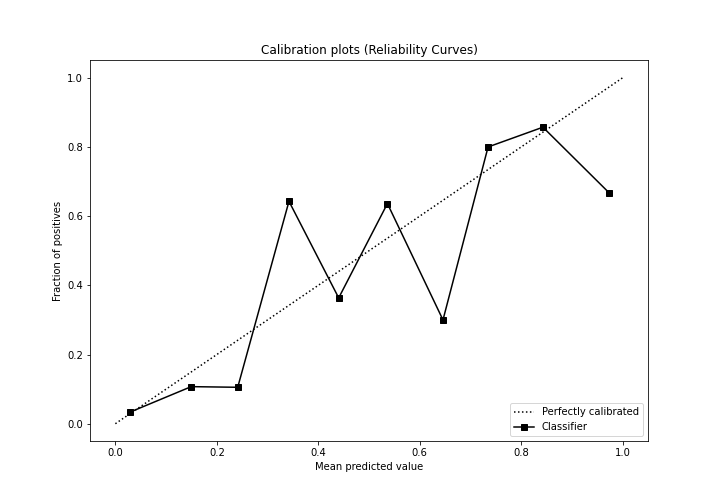 Calibration plots (Reliability Curves)
1.0
0.8
0.6
0.4
0.2
0.0
Fraction of positives
Perfectly calibrated
Classifier
0.0 0.2 0.4 0.6 0.8 1.0
Mean predicted value